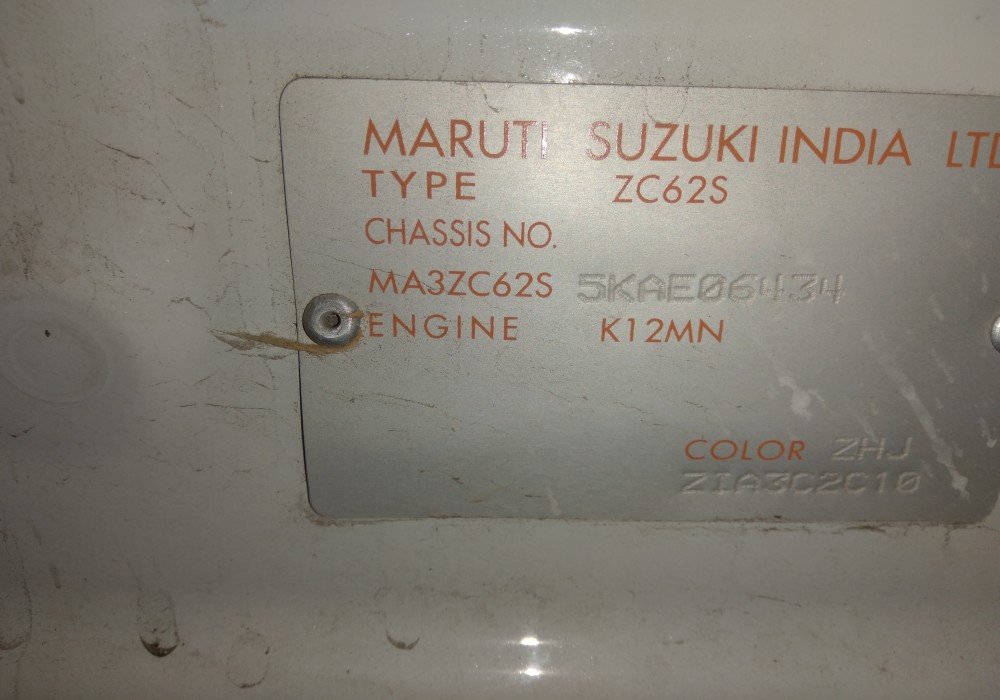 MARUTI SUZUKI INDIA LTD
TYPE ZC62S
CHASSIS NO.
MA3ZC62S 5KAE06434
ENGINE K12MN
COLOR ZHJ
ZIA3C2C10